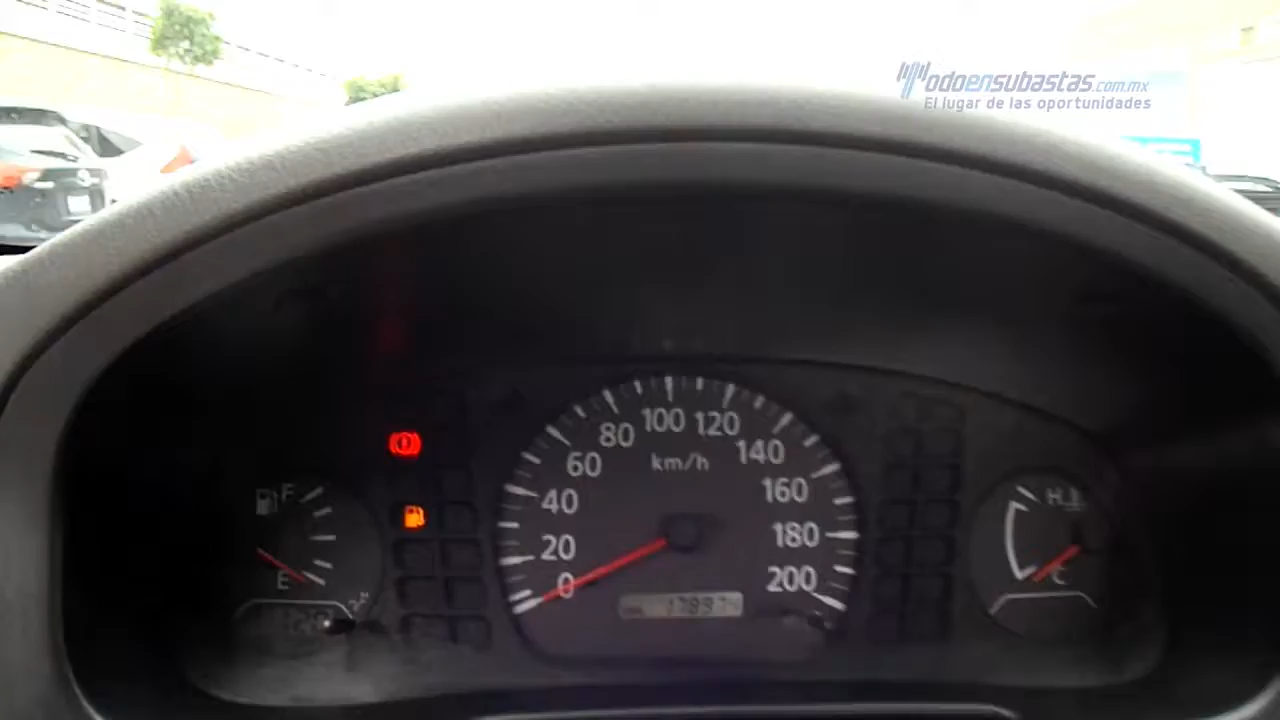 odoensubastas.com.mx
El lugar de las oportunidades
F
E
0
20
40
60
80
100
120
140
160
180
200
km/h
H
C